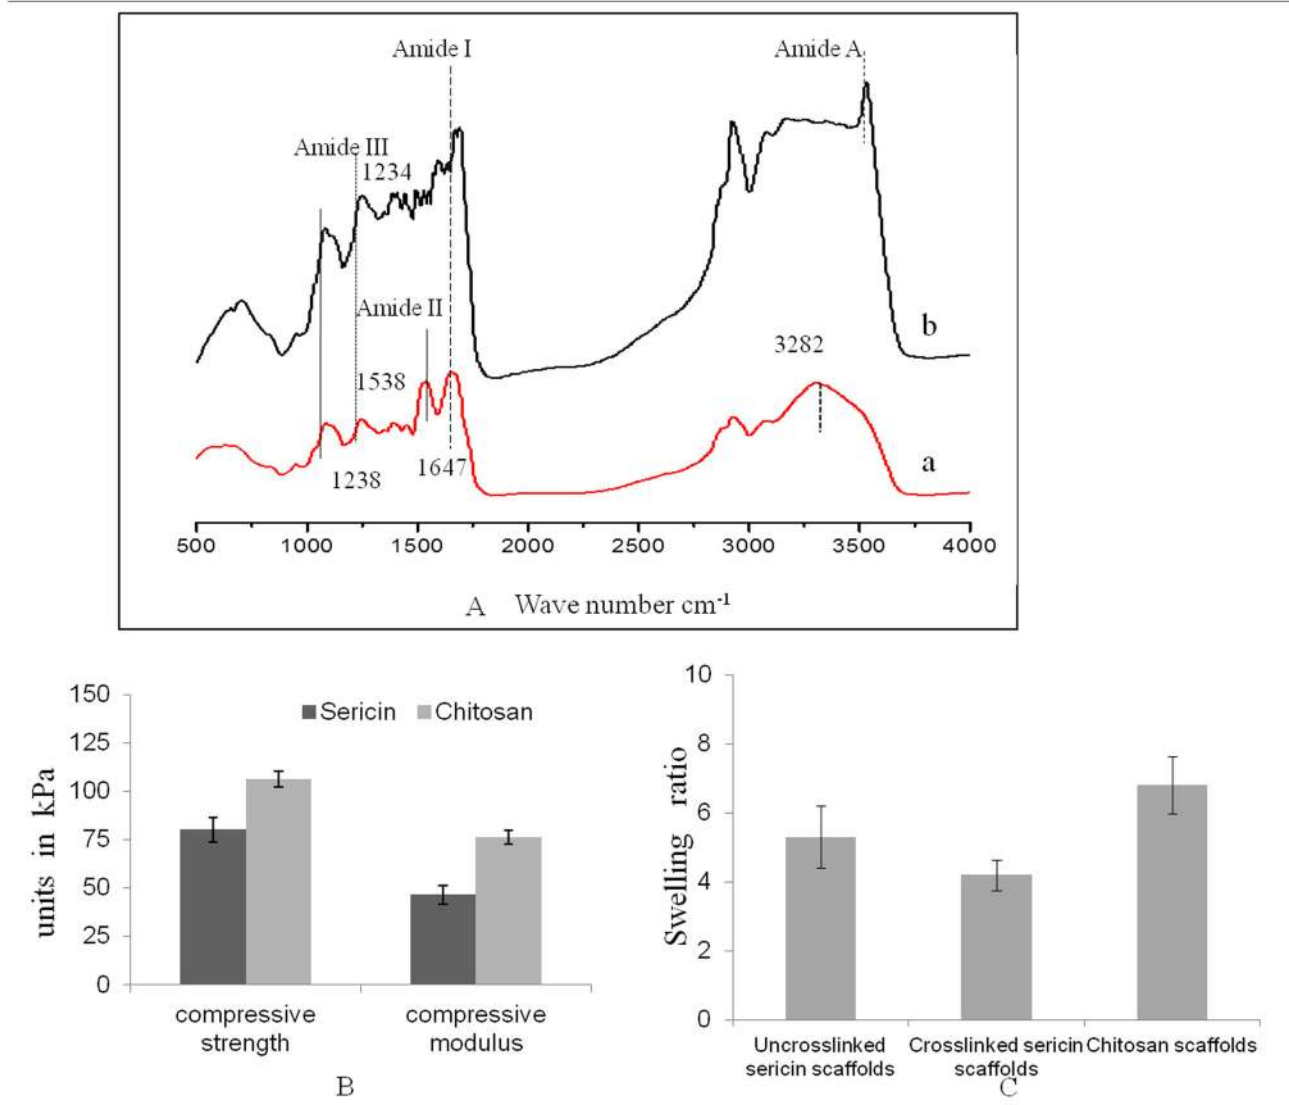 Amide I
Amide A
Amide III
1234
Amide II
b
3282
1538
a
1238
1647
500 1000 1500 2000 2500 3000 3500 4000
A Wave number cm⁻¹
150
125
100
75
50
25
0
units in kPa
Sericin Chitosan
compressive strength
compressive modulus
B
10
8
6
4
2
0
Swelling ratio
Uncrosslinked sericin scaffolds
Crosslinked sericin scaffolds
Chitosan scaffolds
C